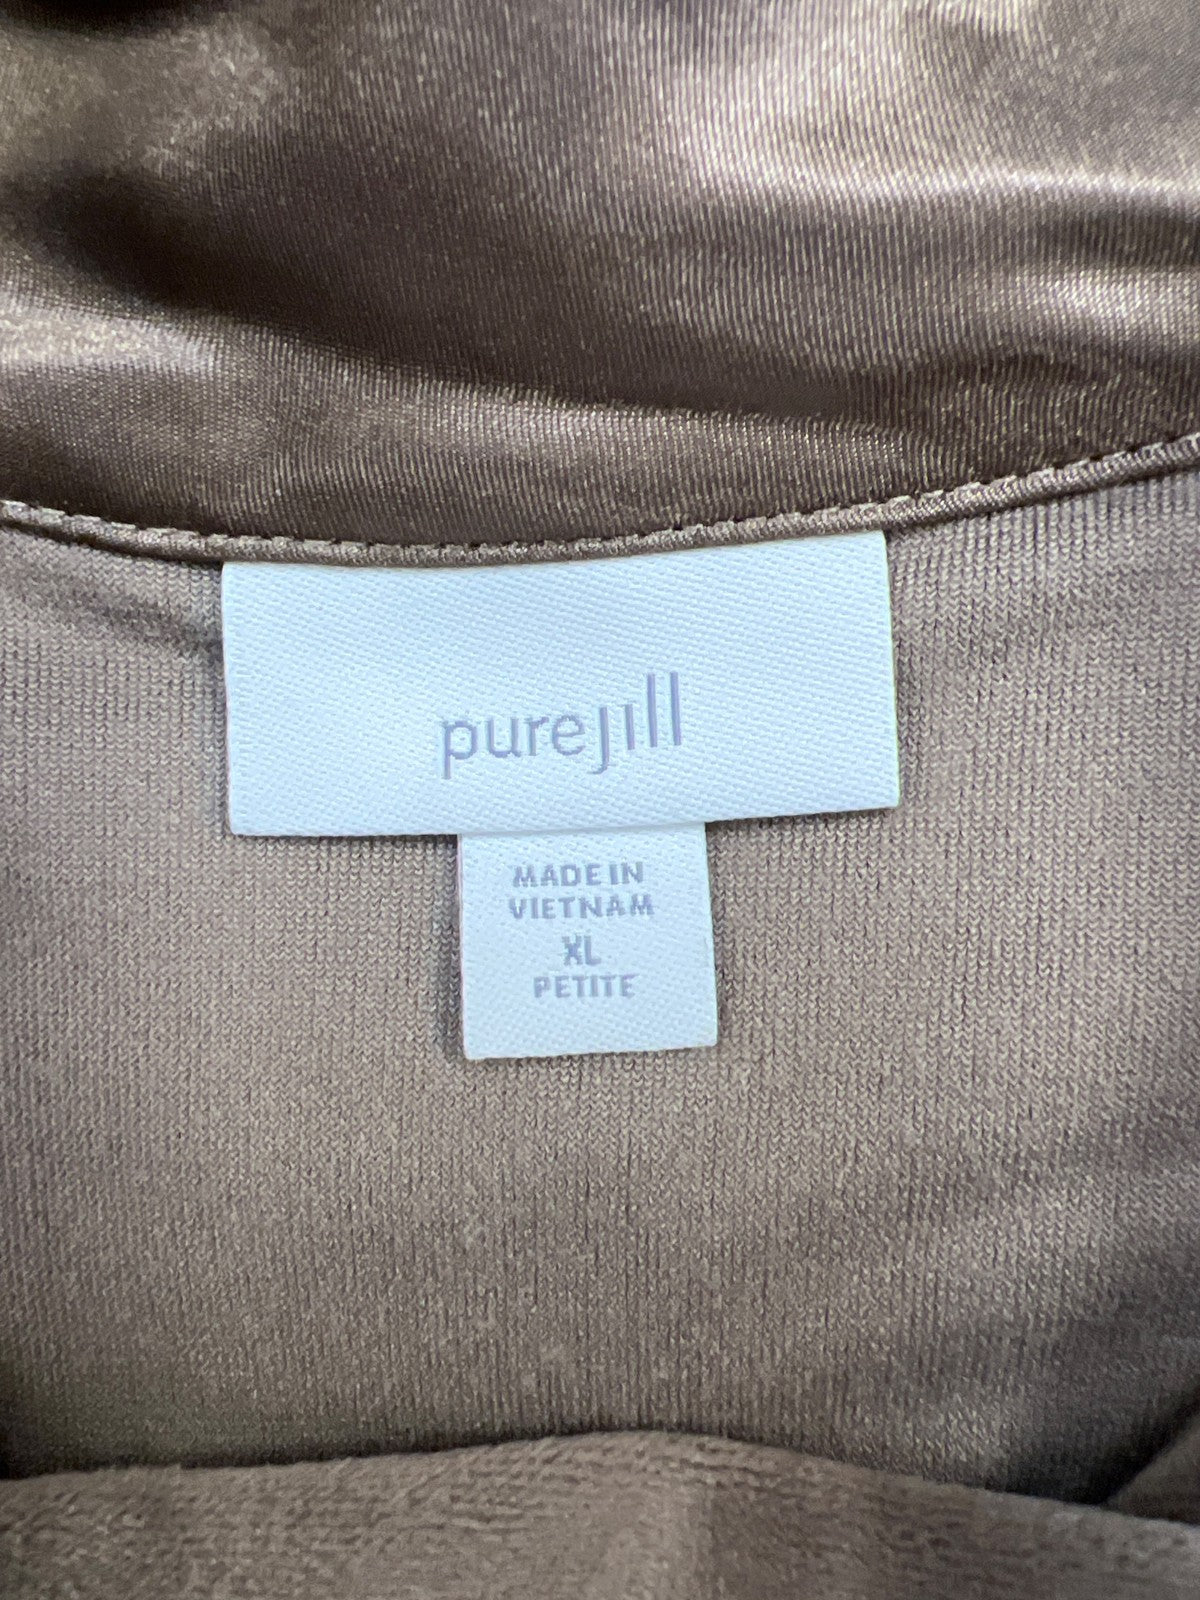 purejill
MADE IN
VIETNAM
XL
PETITE